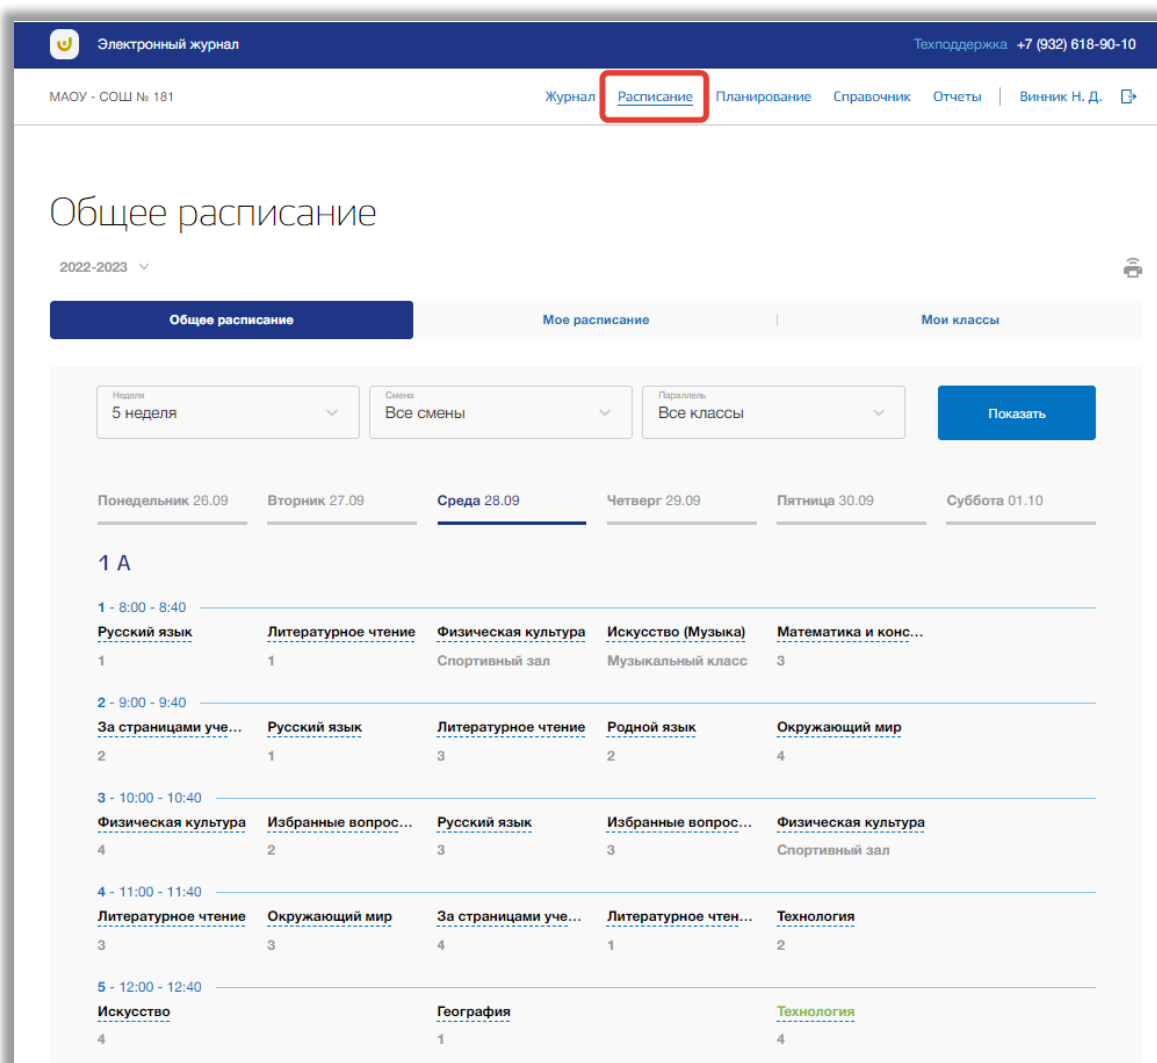 Электронный журнал Техподдержка +7 (932) 618-90-10
МАОУ - СОШ № 181 Журнал Расписание Планирование Справочник Отчеты Винник Н. Д.
Общее расписание
2022-2023
Общее расписание Мое расписание Мои классы
Неделя Смена Параллель
5 неделя Все смены Все классы Показать
Понедельник 26.09 Вторник 27.09 Среда 28.09 Четверг 29.09 Пятница 30.09 Суббота 01.10
1 А
1 - 8:00 - 8:40
Русский язык Литературное чтение Физическая культура Искусство (Музыка) Математика и конс...
1 1 Спортивный зал Музыкальный класс 3
2 - 9:00 - 9:40
За страницами уче... Русский язык Литературное чтение Родной язык Окружающий мир
2 1 3 2 4
3 - 10:00 - 10:40
Физическая культура Избранные вопрос... Русский язык Избранные вопрос... Физическая культура
4 2 3 3 Спортивный зал
4 - 11:00 - 11:40
Литературное чтение Окружающий мир За страницами уче... Литературное чтен... Технология
3 3 4 1 2
5 - 12:00 - 12:40
Искусство География Технология
4 1 4